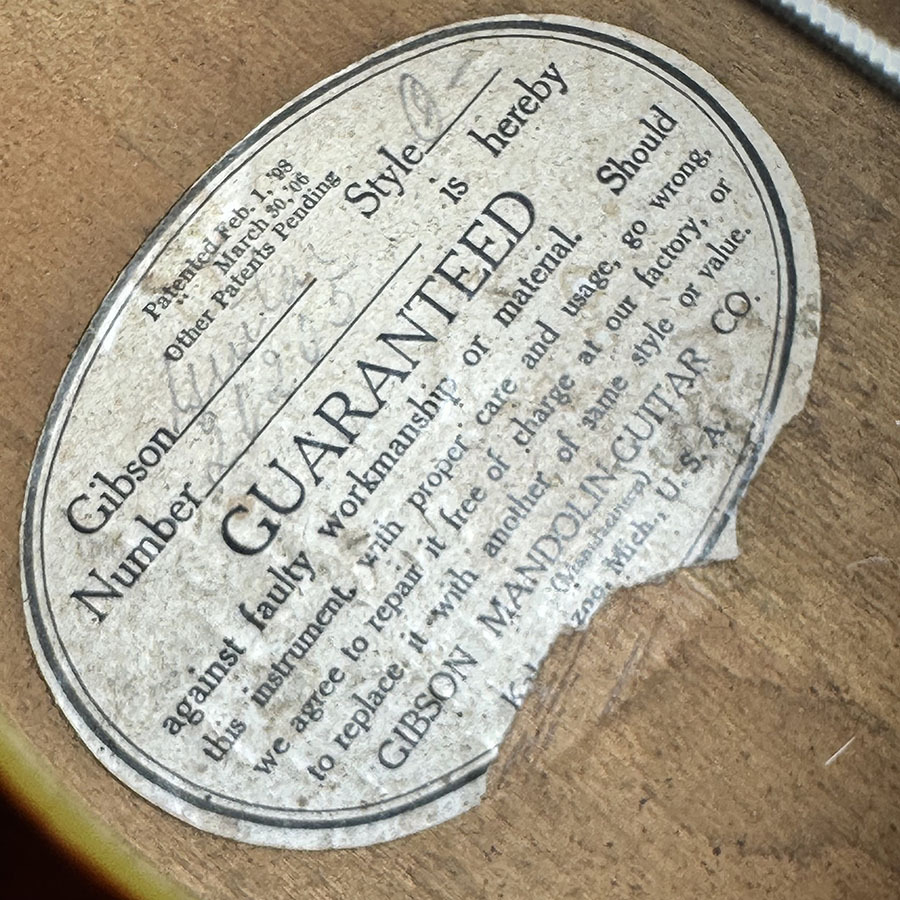 Patented Feb. 1, '98
" March 30, '06
Other Patents Pending
Gibson Guitar Style O
Number is hereby
GUARANTEED
against faulty workmanship or material. Should
this instrument, with proper care and usage, go wrong,
we agree to repair it free of charge at our factory, or
to replace it with another of same style or value.
GIBSON MANDOLIN-GUITAR CO.
Mich., U. S. A.